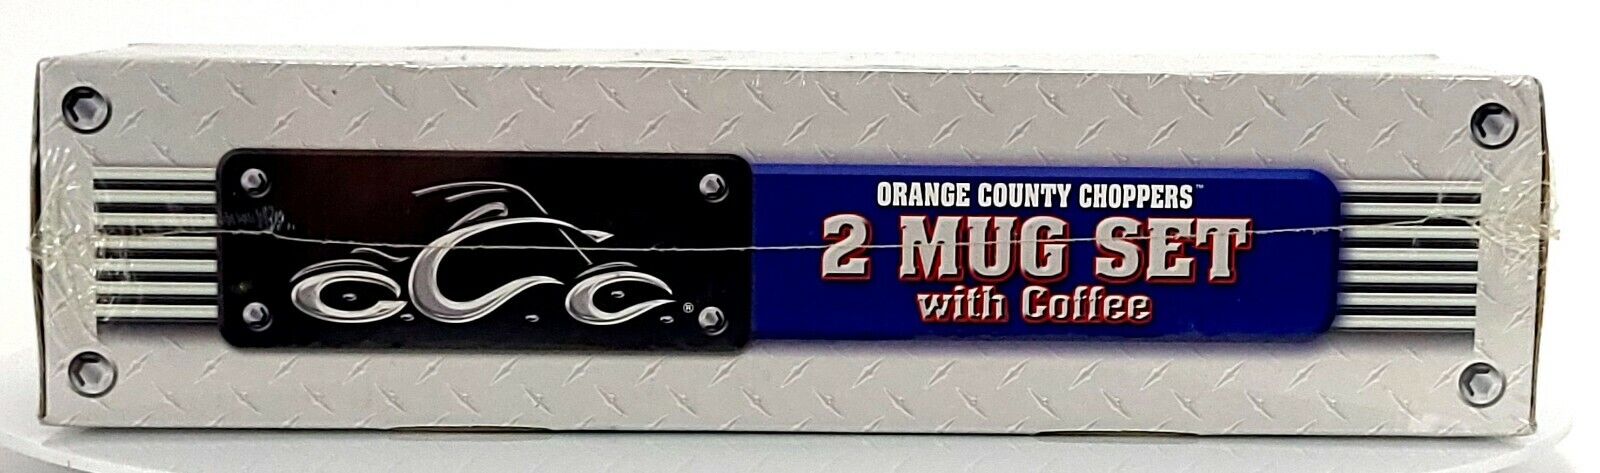 O.C.C.®
ORANGE COUNTY CHOPPERS™
2 MUG SET
with Coffee